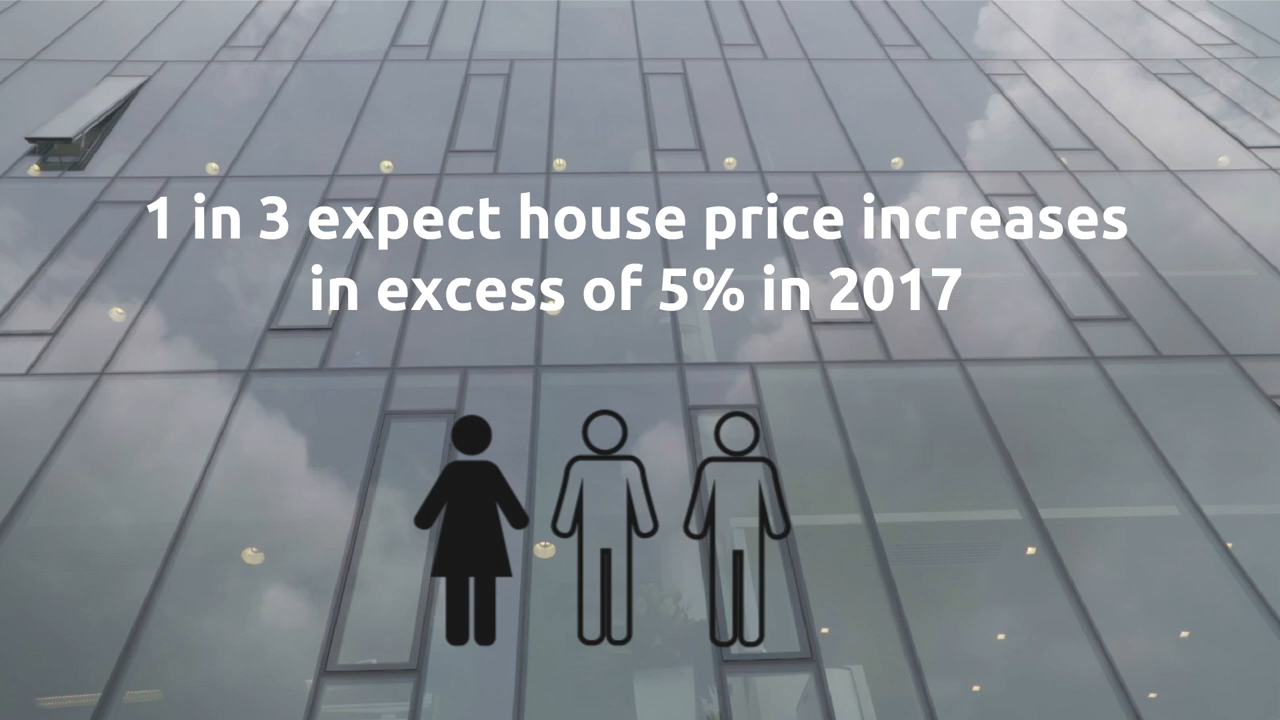 1 in 3 expect house price increases
in excess of 5% in 2017